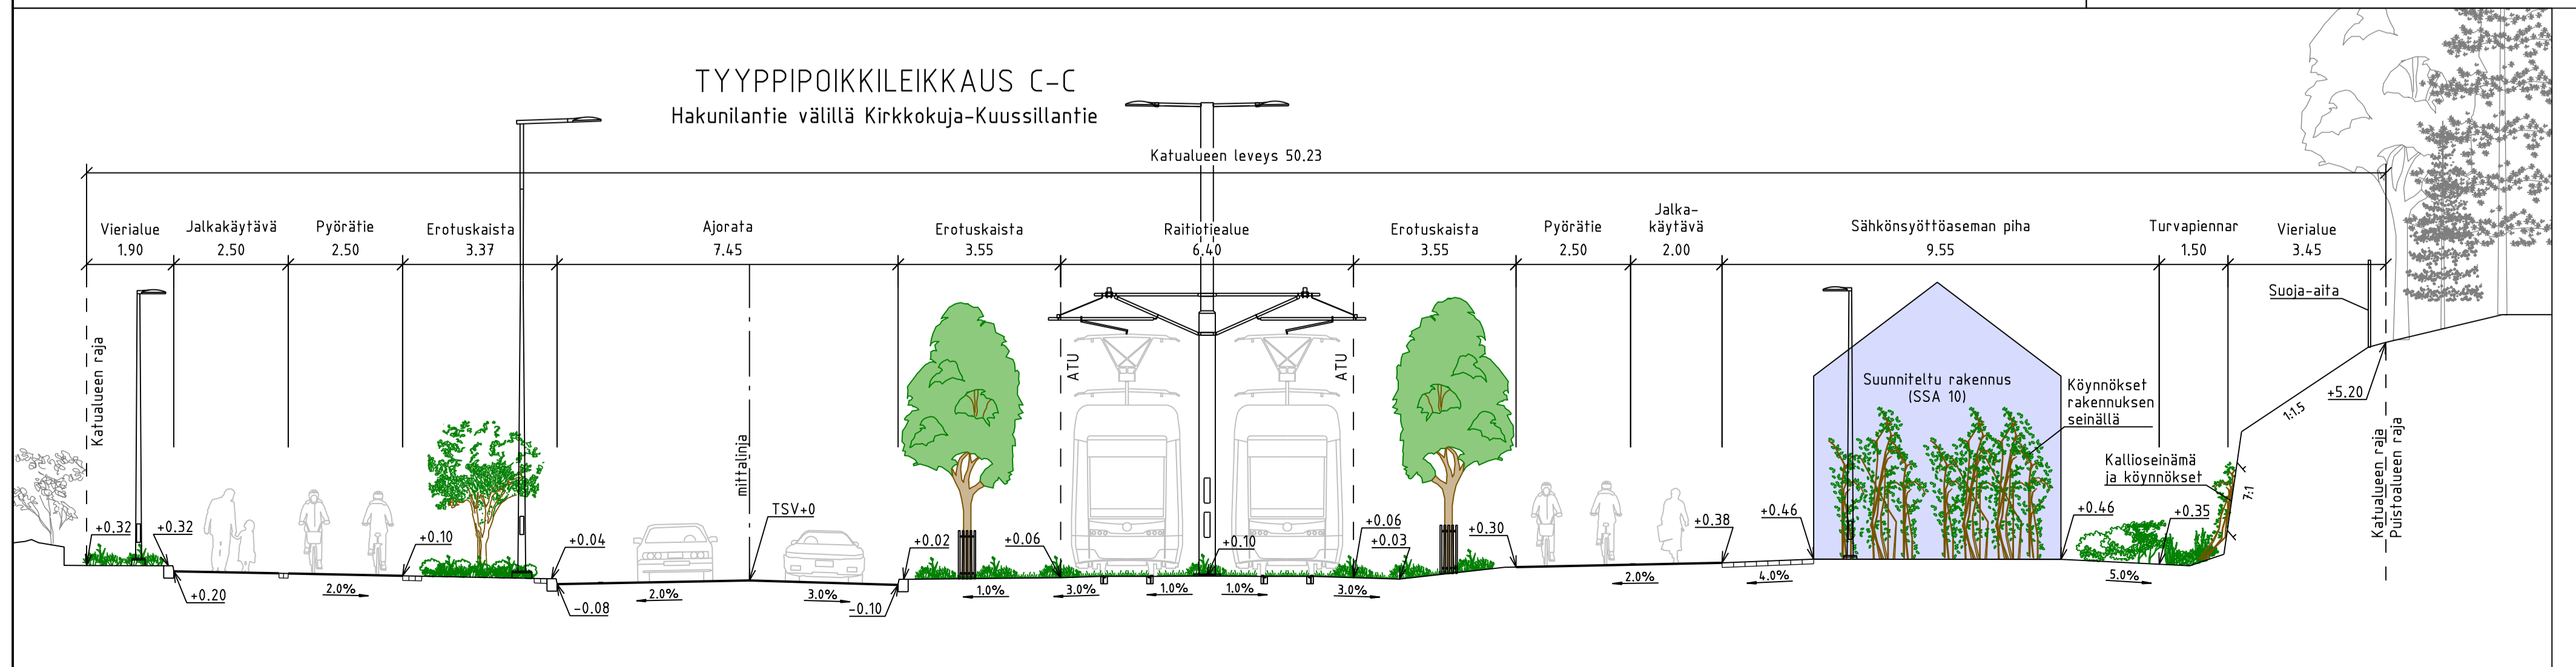 TYYPPIPOIKKILEIKKAUS C-C
Hakunilantie välillä Kirkkokuja-Kuussillantie
Katualueen leveys 50.23
Vierialue
1.90
Jalkakäytävä
2.50
Pyörätie
2.50
Erotuskaista
3.37
Ajorata
7.45
Erotuskaista
3.55
Raitiotiealue
6.40
Erotuskaista
3.55
Pyörätie
2.50
Jalka-
käytävä
2.00
Sähkönsyöttöaseman piha
9.55
Turvapiennar
1.50
Vierialue
3.45
Suoja-aita
Katualueen raja
mittalinja
TSV+0
ATU
ATU
Suunniteltu rakennus
(SSA 10)
Köynnökset
rakennuksen
seinällä
Kallioseinämä
ja köynnökset
7:1
1:1.5
+5.20
Katualueen raja
Puistoalueen raja
+0.32
+0.32
+0.20
2.0%
+0.10
+0.04
-0.08
2.0%
3.0%
-0.10
+0.02
1.0%
+0.06
3.0%
1.0%
+0.10
1.0%
3.0%
+0.06
+0.03
+0.30
2.0%
+0.38
4.0%
+0.46
+0.46
5.0%
+0.35